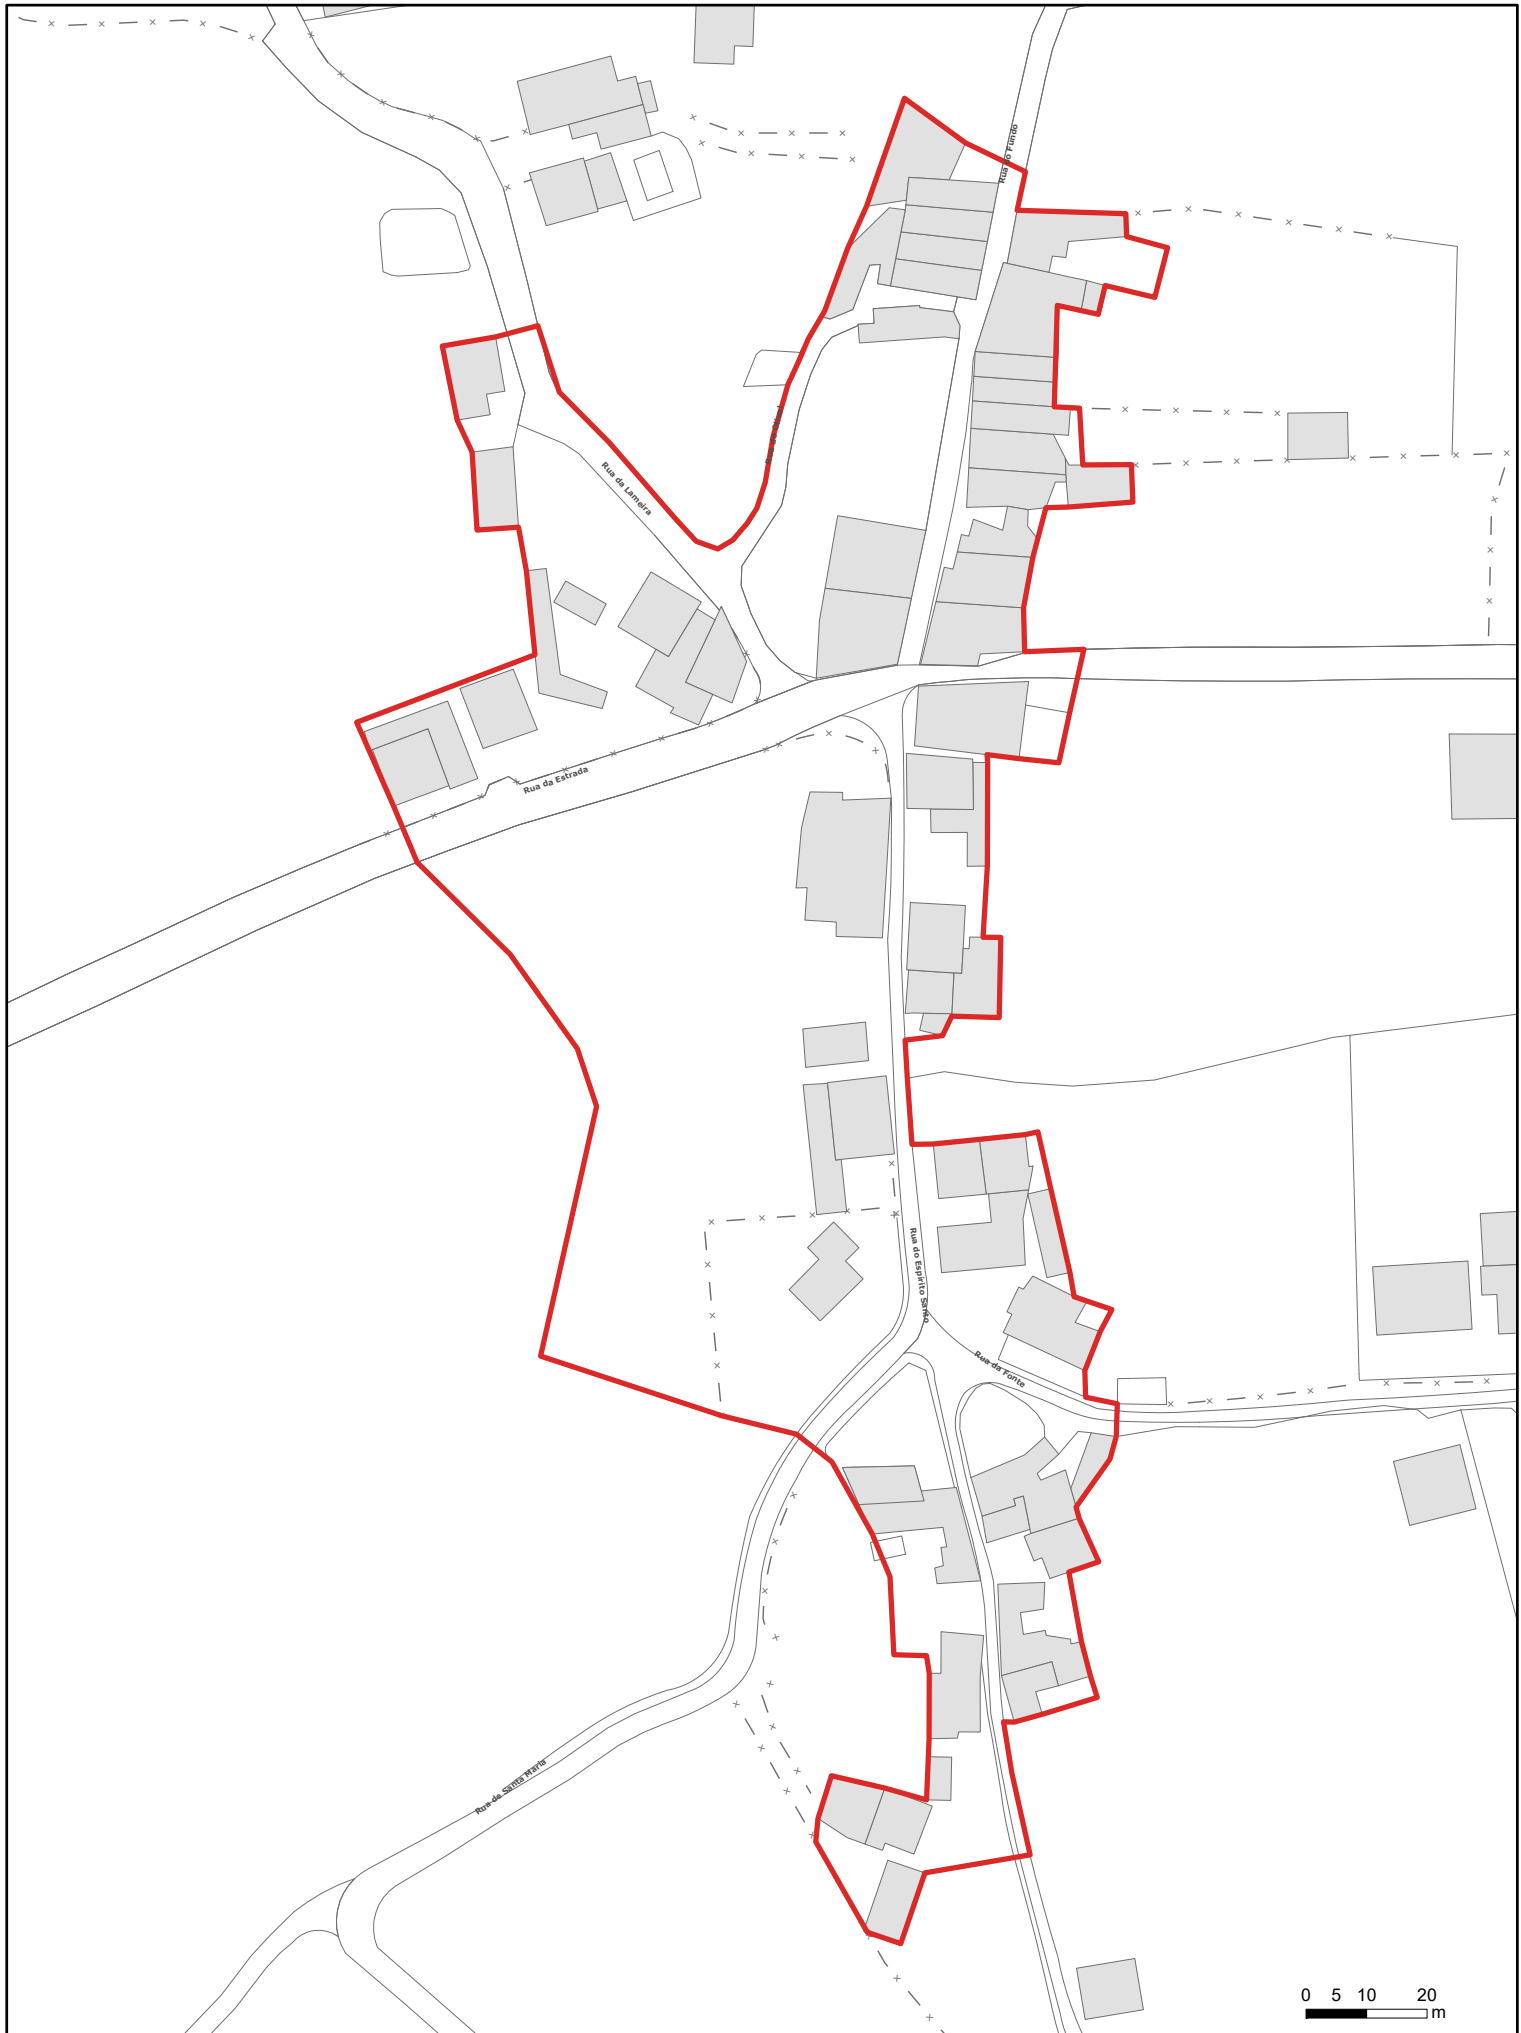 Rua do Fundo
Rua da Lameira
Rua da Estrada
Rua do Espírito Santo
Rua da Fonte
Rua de Santa Maria
0 5 10 20
m